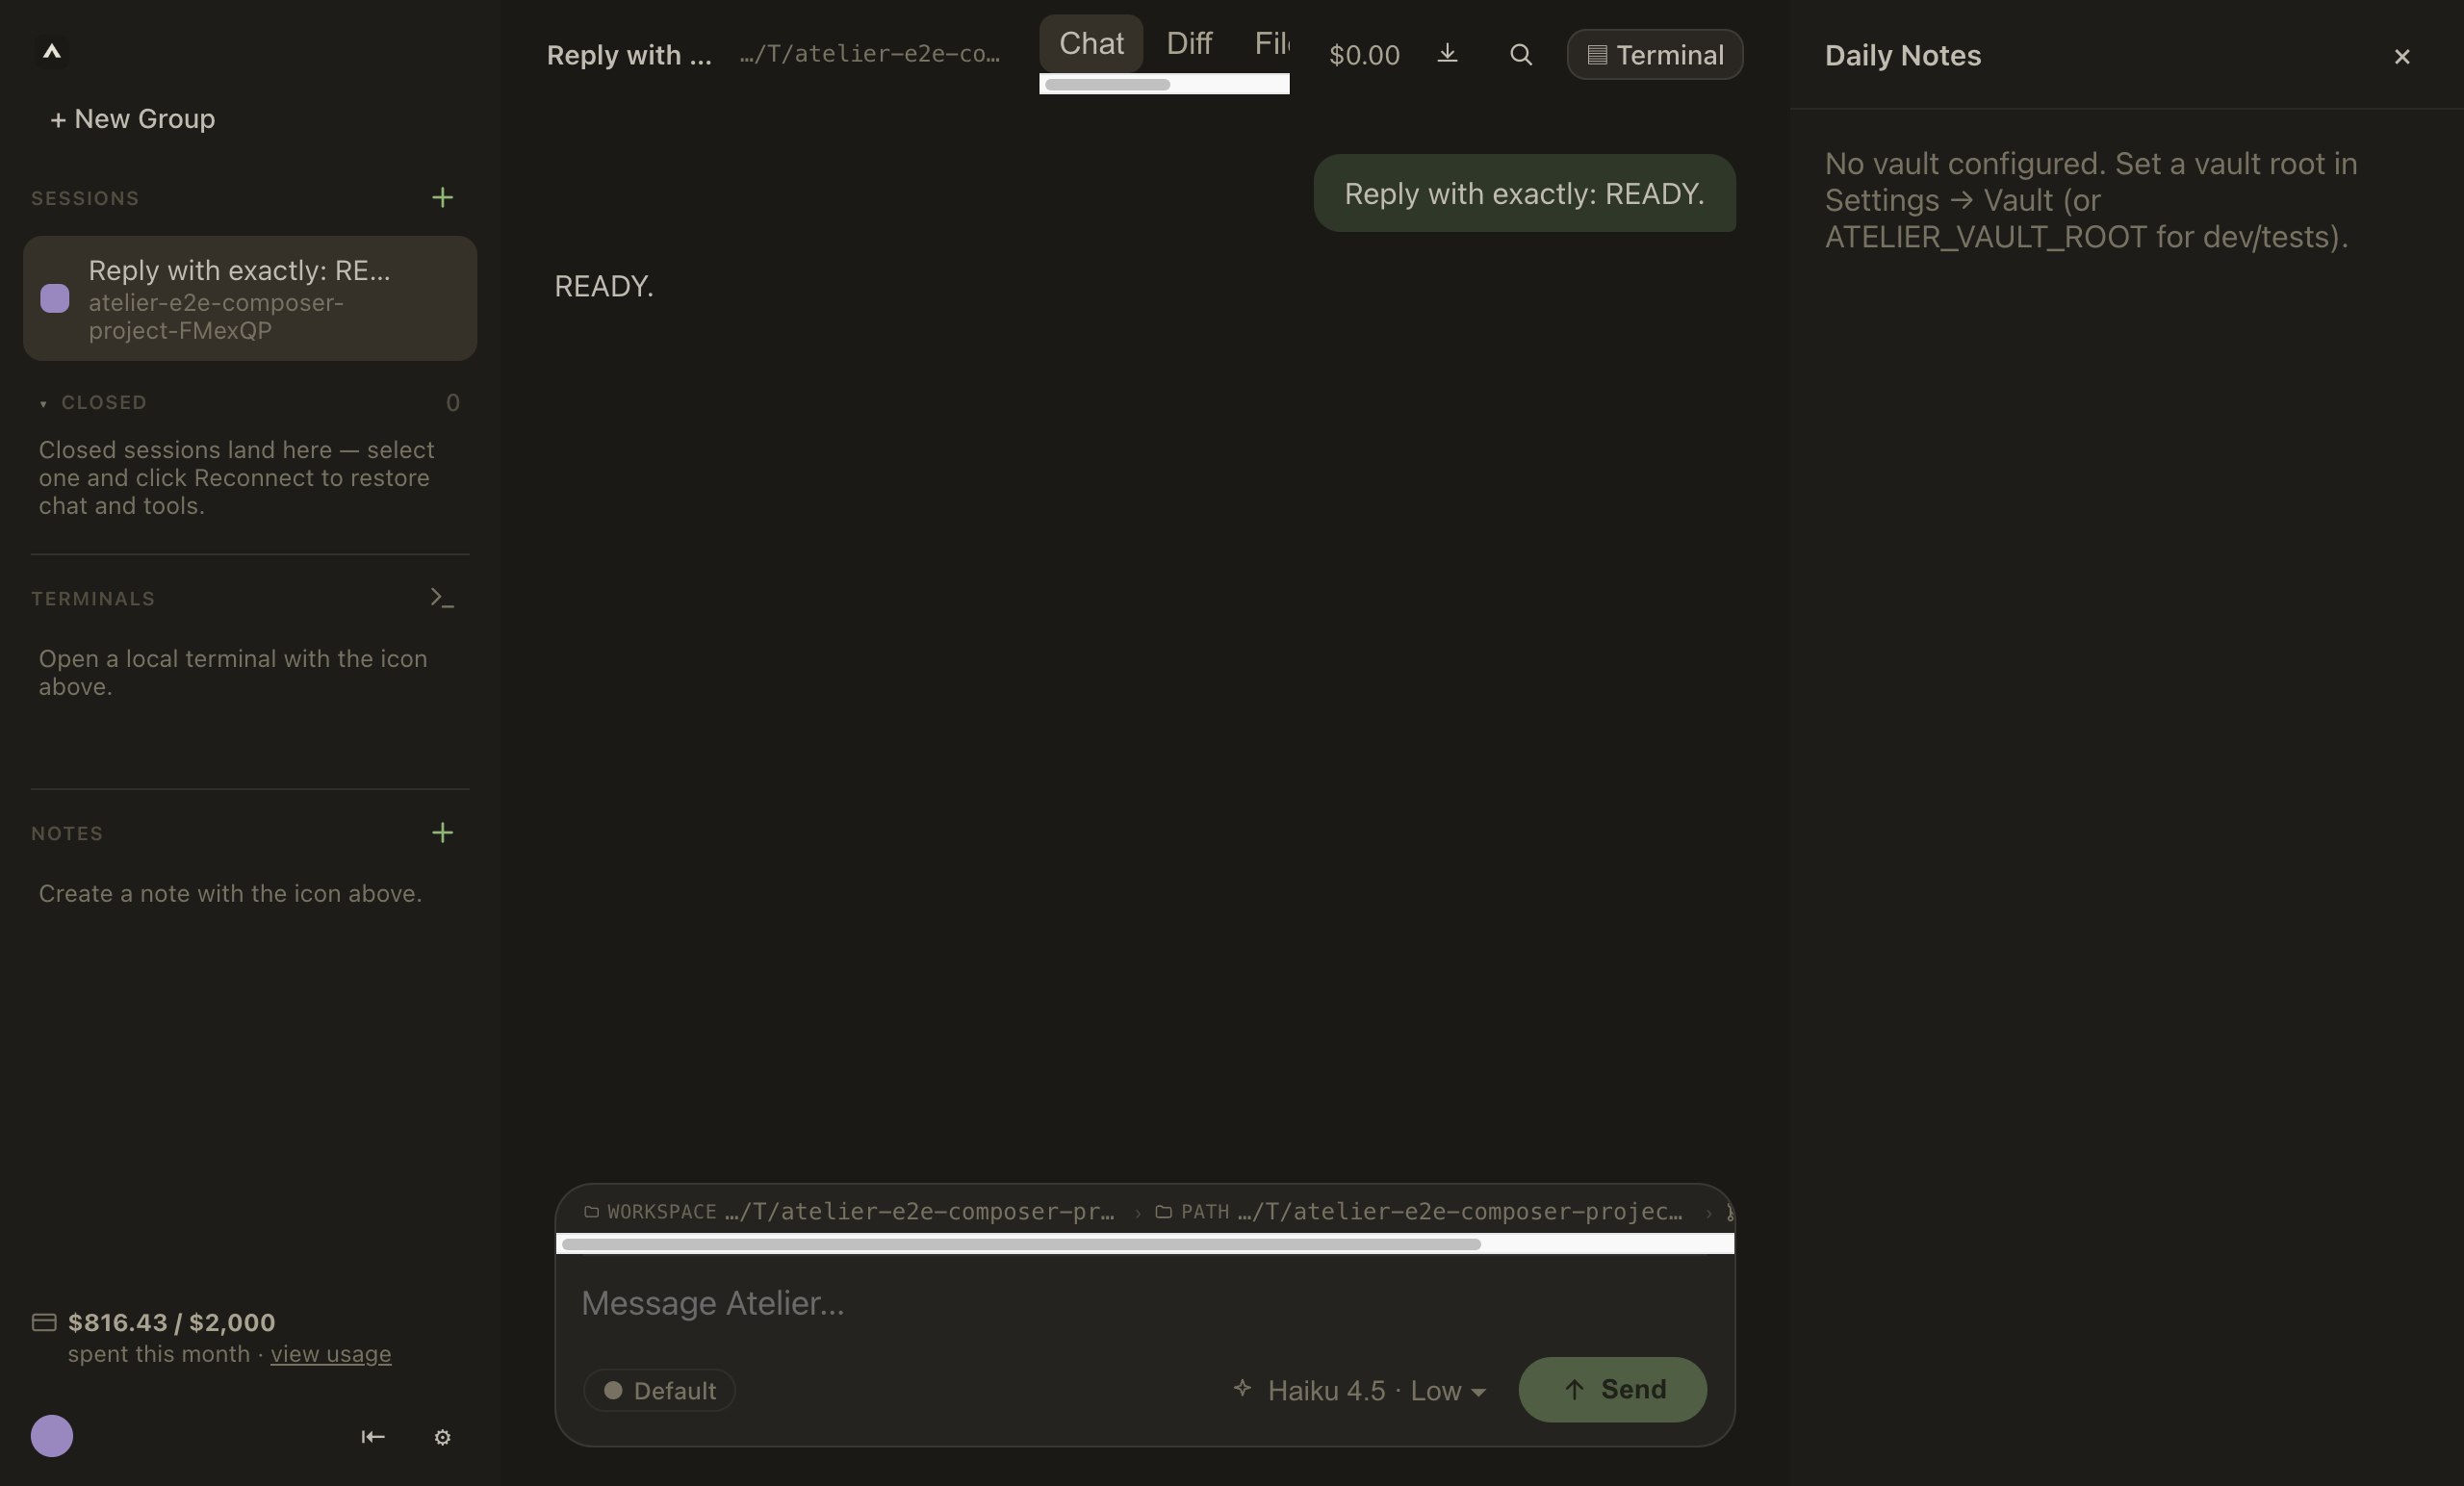 + New Group
SESSIONS
Reply with exactly: RE...
atelier-e2e-composer-
project-FMexQP
CLOSED 0
Closed sessions land here — select
one and click Reconnect to restore
chat and tools.
TERMINALS
Open a local terminal with the icon
above.
NOTES
Create a note with the icon above.
$816.43 / $2,000
spent this month · view usage
Reply with ... …/T/atelier-e2e-co… Chat Diff $0.00 Terminal
Reply with exactly: READY.
READY.
WORKSPACE …/T/atelier-e2e-composer-pr… › PATH …/T/atelier-e2e-composer-projec… ›
Message Atelier...
Default Haiku 4.5 · Low Send
Daily Notes
No vault configured. Set a vault root in
Settings → Vault (or
ATELIER_VAULT_ROOT for dev/tests).